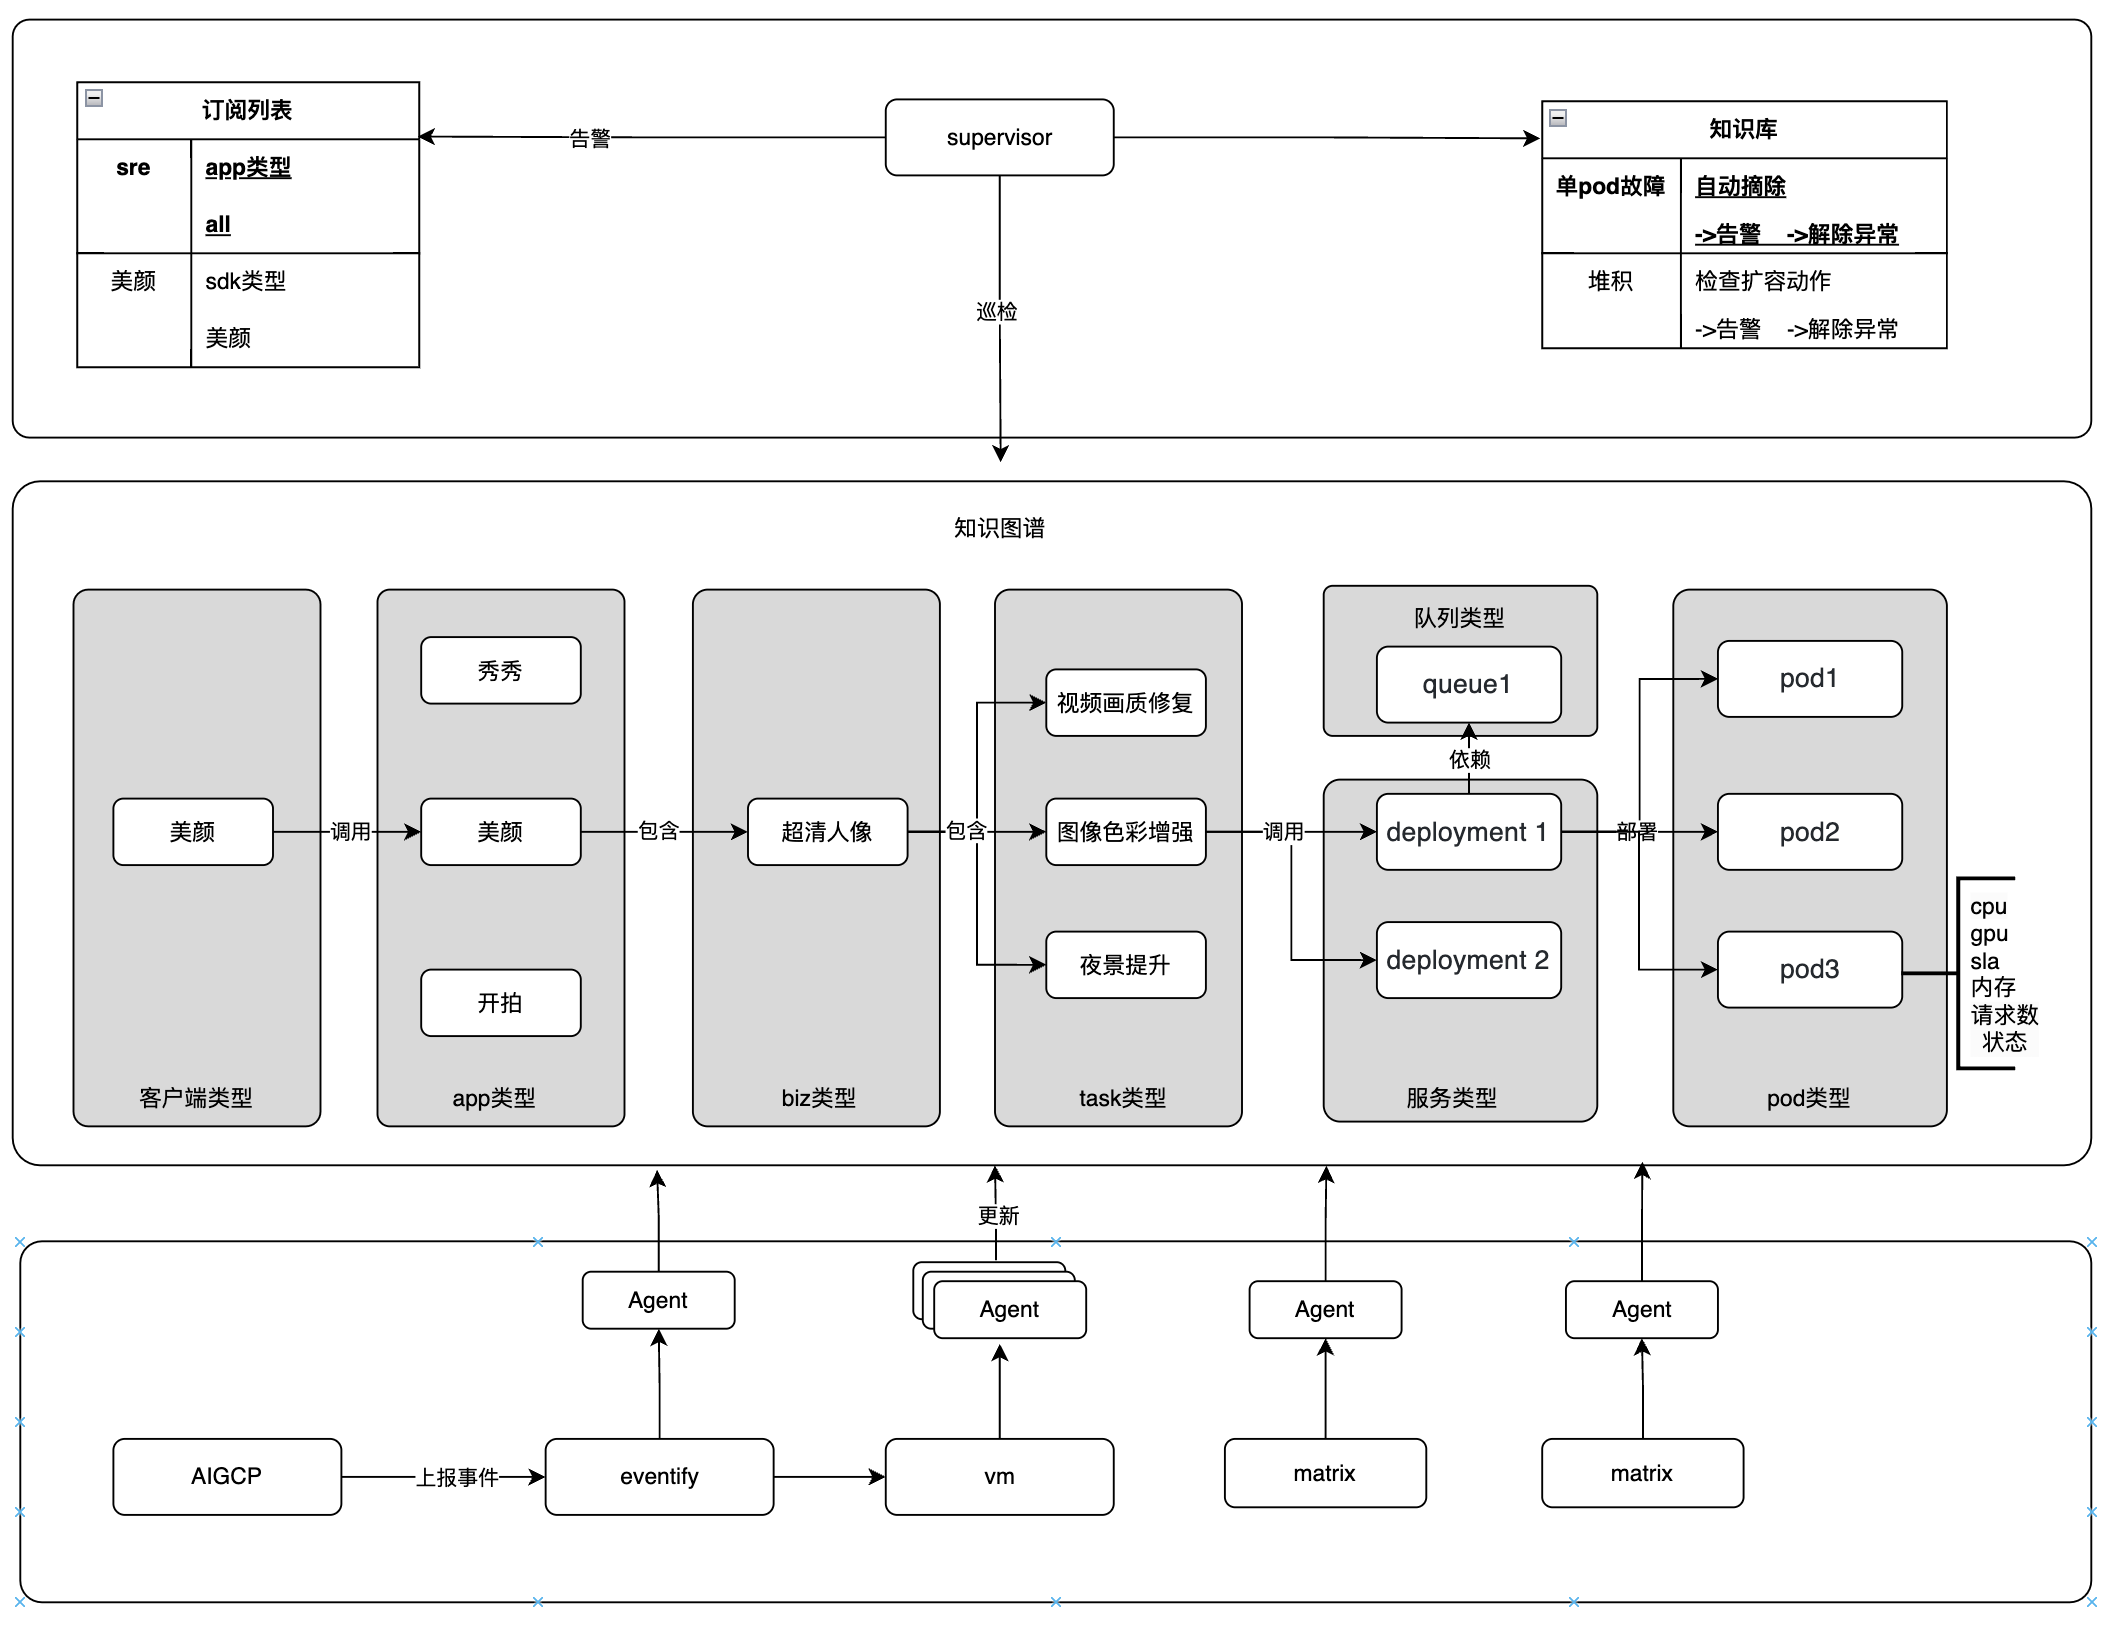 订阅列表
sre
app类型
all
美颜
sdk类型
美颜
告警
supervisor
巡检
知识库
单pod故障
自动摘除
->告警 ->解除异常
堆积
检查扩容动作
->告警 ->解除异常
知识图谱
美颜
客户端类型
调用
秀秀
美颜
开拍
app类型
包含
超清人像
biz类型
包含
视频画质修复
图像色彩增强
夜景提升
task类型
调用
队列类型
queue1
依赖
deployment 1
deployment 2
服务类型
部署
pod1
pod2
pod3
pod类型
cpu
gpu
sla
内存
请求数
状态
更新
Agent
Agent
Agent
Agent
AIGCP
上报事件
eventify
vm
matrix
matrix